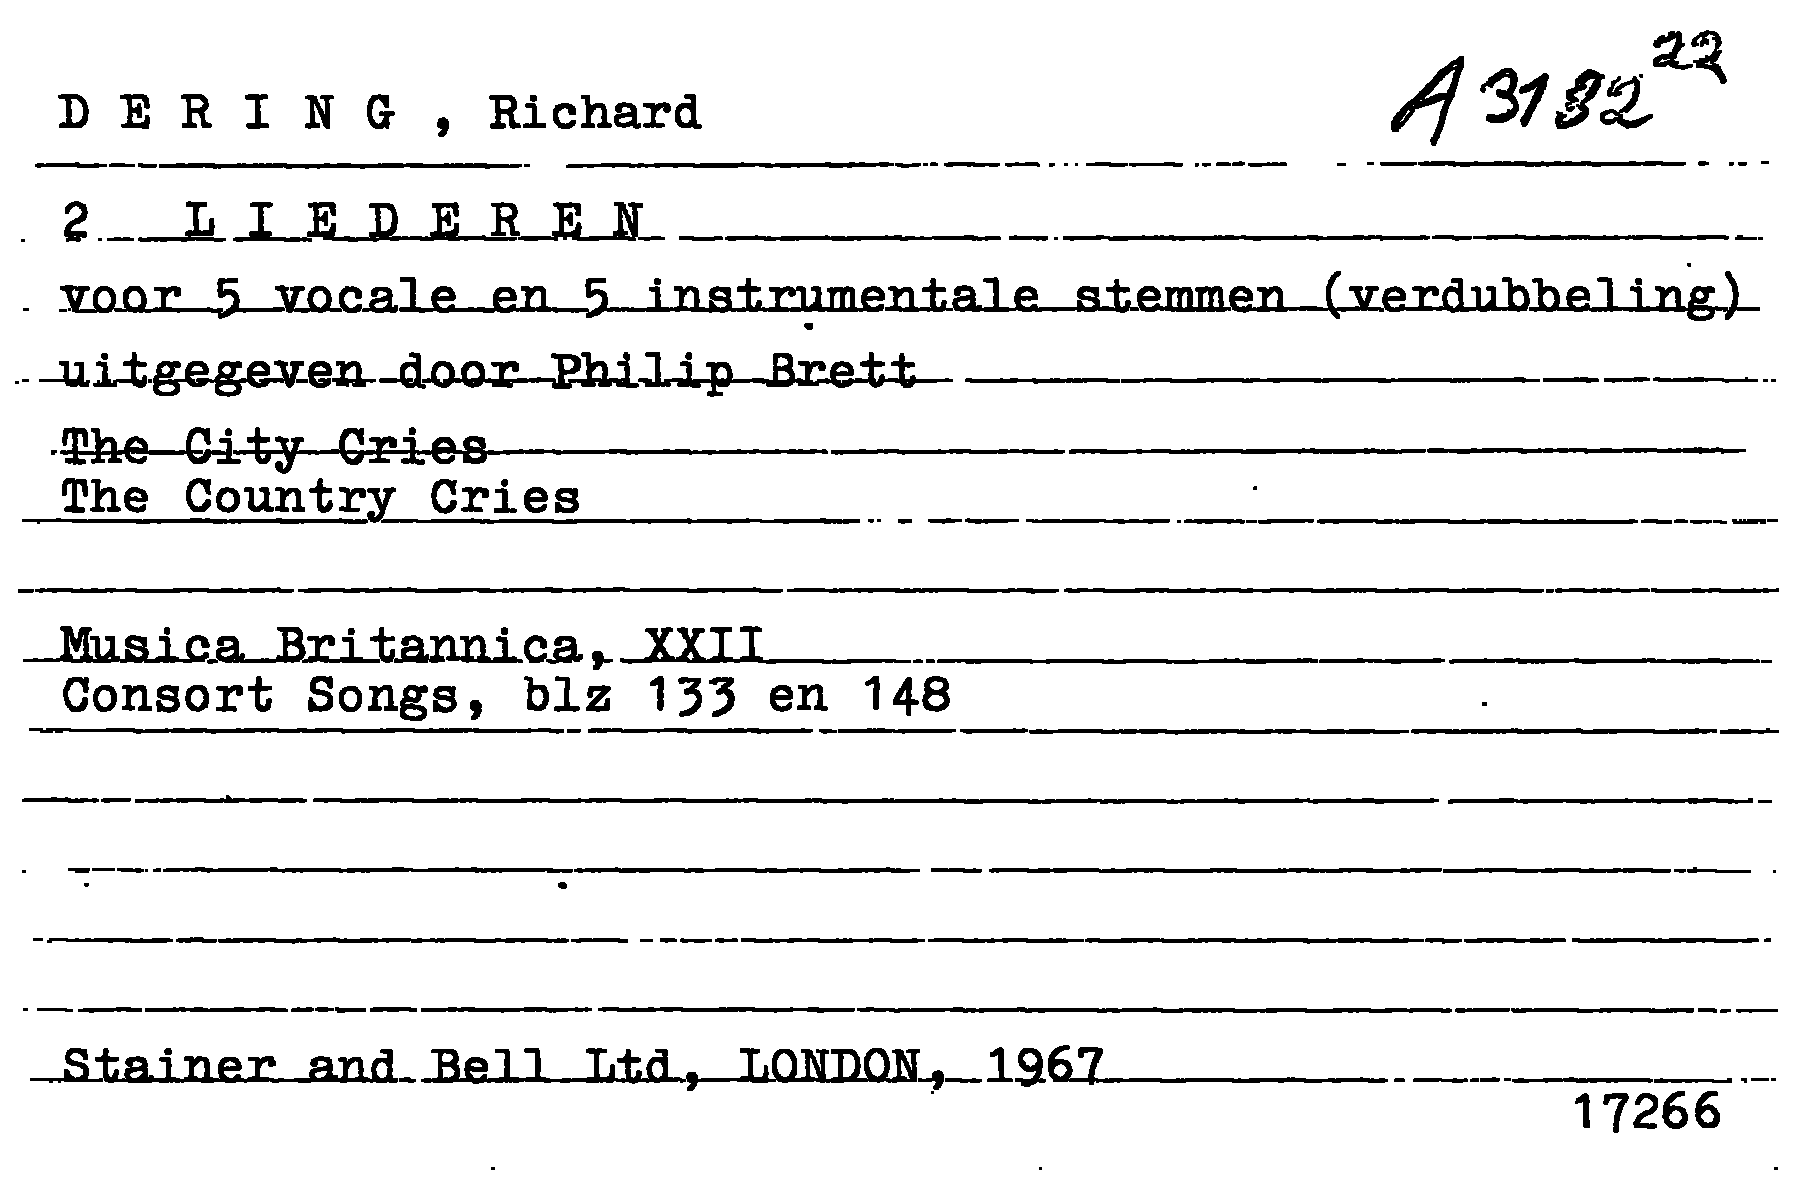 D E R I N G , Richard
A 3132 22
2 L I E D E R E N
voor 5 vocale en 5 instrumentale stemmen (verdubbeling)
uitgegeven door Philip Brett
The City Cries
The Country Cries
Musica Britannica, XXII
Consort Songs, blz 133 en 148
Stainer and Bell Ltd, LONDON, 1967
17266